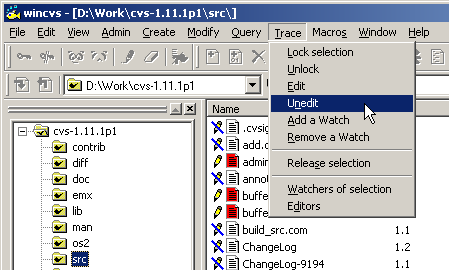 wincvs - [D:\Work\cvs-1.11.1p1\src\]
File Edit View Admin Create Modify Query Trace Macros Window Help
Lock selection
Unlock
Edit
Unedit
Add a Watch
Remove a Watch
Release selection
Watchers of selection
Editors
D:\Work\cvs-1.11.1p1
cvs-1.11.1p1
contrib
diff
doc
emx
lib
man
os2
src
Name
.cvsig
add.c
admin
annot
buffe
buffe
build_src.com 1.1
ChangeLog 1.2
ChangeLog-9194 1.1